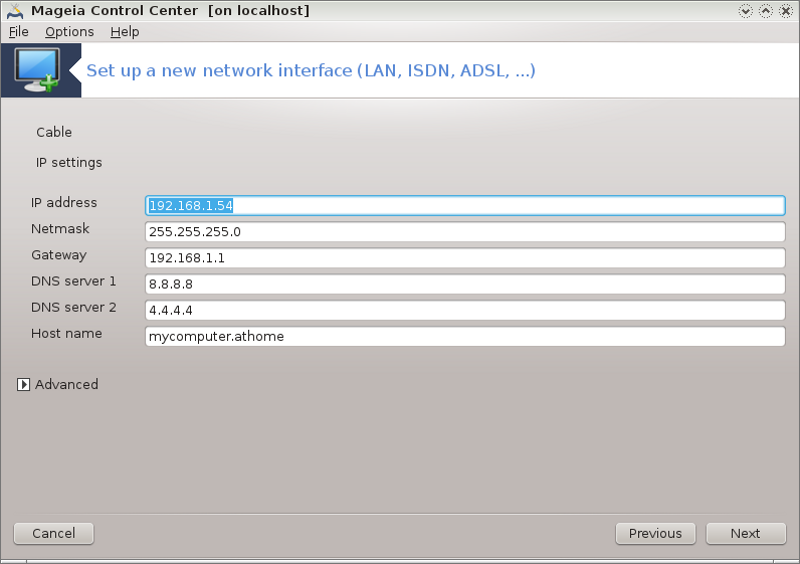 Mageia Control Center [on localhost]
File Options Help
Set up a new network interface (LAN, ISDN, ADSL, ...)
Cable
IP settings
IP address 192.168.1.54
Netmask 255.255.255.0
Gateway 192.168.1.1
DNS server 1 8.8.8.8
DNS server 2 4.4.4.4
Host name mycomputer.athome
Advanced
Cancel Previous Next